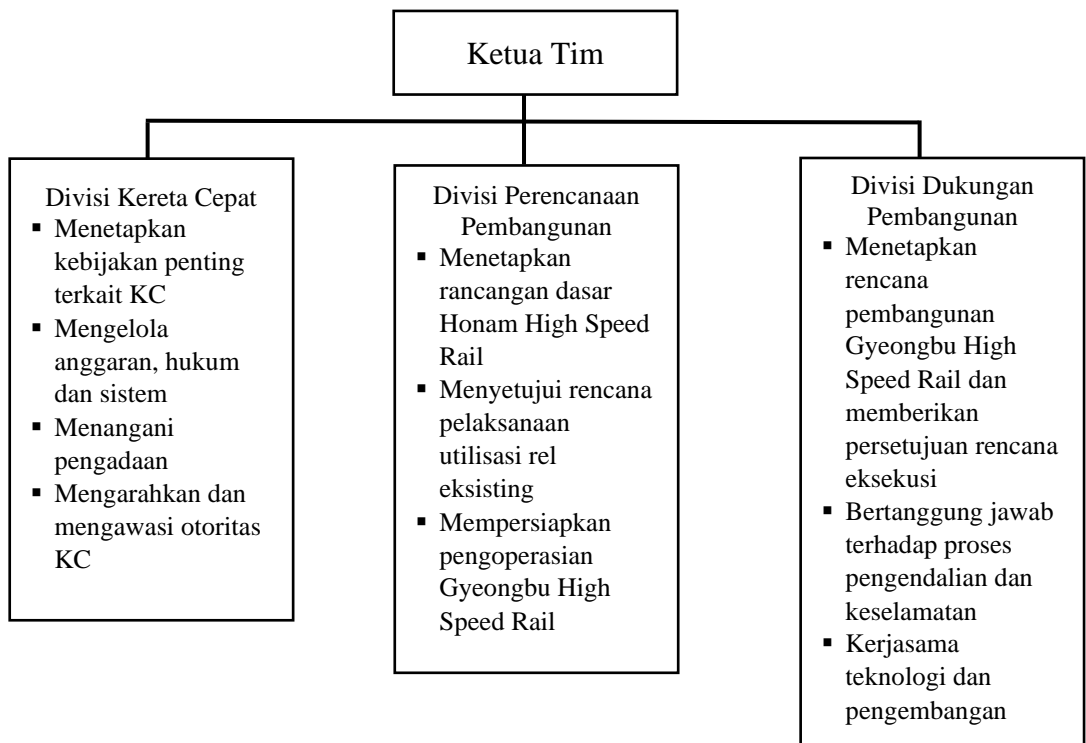 Ketua Tim
Divisi Kereta Cepat
▪ Menetapkan
kebijakan penting
terkait KC
▪ Mengelola
anggaran, hukum
dan sistem
▪ Menangani
pengadaan
▪ Mengarahkan dan
mengawasi otoritas
KC
Divisi Perencanaan
Pembangunan
▪ Menetapkan
rancangan dasar
Honam High Speed
Rail
▪ Menyetujui rencana
pelaksanaan
utilisasi rel
eksisting
▪ Mempersiapkan
pengoperasian
Gyeongbu High
Speed Rail
Divisi Dukungan
Pembangunan
▪ Menetapkan
rencana
pembangunan
Gyeongbu High
Speed Rail dan
memberikan
persetujuan rencana
eksekusi
▪ Bertanggung jawab
terhadap proses
pengendalian dan
keselamatan
▪ Kerjasama
teknologi dan
pengembangan